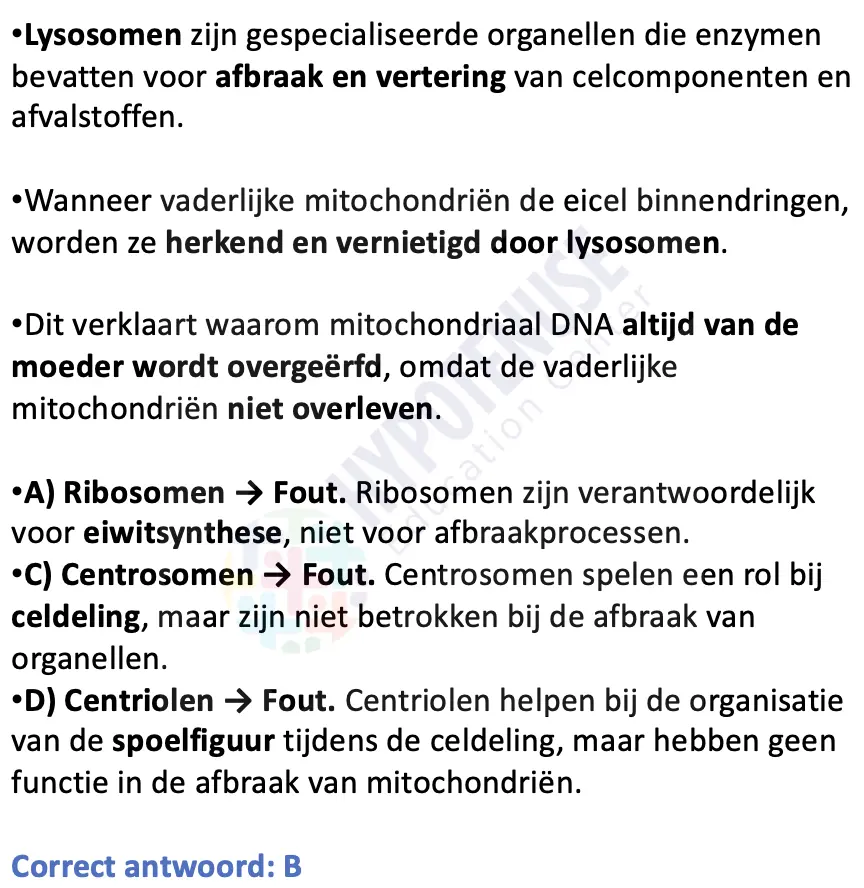 •Lysosomen zijn gespecialiseerde organellen die enzymen
bevatten voor afbraak en vertering van celcomponenten en
afvalstoffen.
•Wanneer vaderlijke mitochondriën de eicel binnendringen,
worden ze herkend en vernietigd door lysosomen.
•Dit verklaart waarom mitochondriaal DNA altijd van de
moeder wordt overgeërfd, omdat de vaderlijke
mitochondriën niet overleven.
•A) Ribosomen → Fout. Ribosomen zijn verantwoordelijk
voor eiwitsynthese, niet voor afbraakprocessen.
•C) Centrosomen → Fout. Centrosomen spelen een rol bij
celdeling, maar zijn niet betrokken bij de afbraak van
organellen.
•D) Centriolen → Fout. Centriolen helpen bij de organisatie
van de spoelfiguur tijdens de celdeling, maar hebben geen
functie in de afbraak van mitochondriën.
Correct antwoord: B
HYPOTENUSE
Education Center